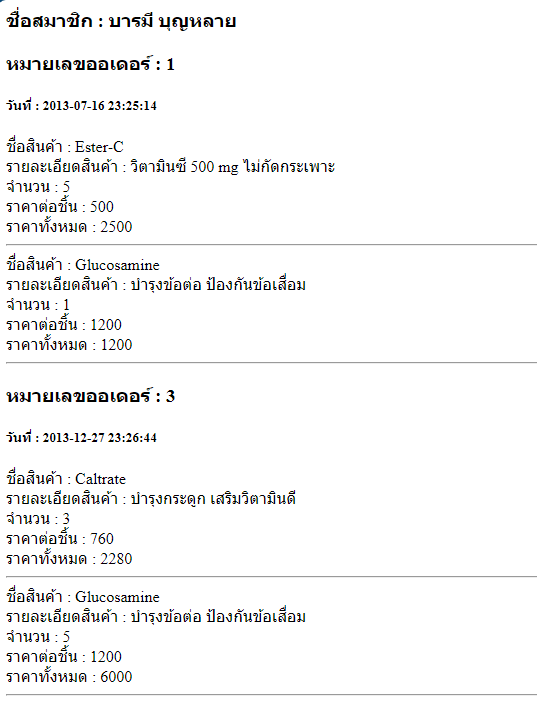 ชื่อสมาชิก : บารมี บุญหลาย
หมายเลขออเดอร์ : 1
วันที่ : 2013-07-16 23:25:14
ชื่อสินค้า : Ester-C
รายละเอียดสินค้า : วิตามินซี 500 mg ไม่กัดกระเพาะ
จำนวน : 5
ราคาต่อชิ้น : 500
ราคาทั้งหมด : 2500
ชื่อสินค้า : Glucosamine
รายละเอียดสินค้า : บำรุงข้อต่อ ป้องกันข้อเสื่อม
จำนวน : 1
ราคาต่อชิ้น : 1200
ราคาทั้งหมด : 1200
หมายเลขออเดอร์ : 3
วันที่ : 2013-12-27 23:26:44
ชื่อสินค้า : Caltrate
รายละเอียดสินค้า : บำรุงกระดูก เสริมวิตามินดี
จำนวน : 3
ราคาต่อชิ้น : 760
ราคาทั้งหมด : 2280
ชื่อสินค้า : Glucosamine
รายละเอียดสินค้า : บำรุงข้อต่อ ป้องกันข้อเสื่อม
จำนวน : 5
ราคาต่อชิ้น : 1200
ราคาทั้งหมด : 6000